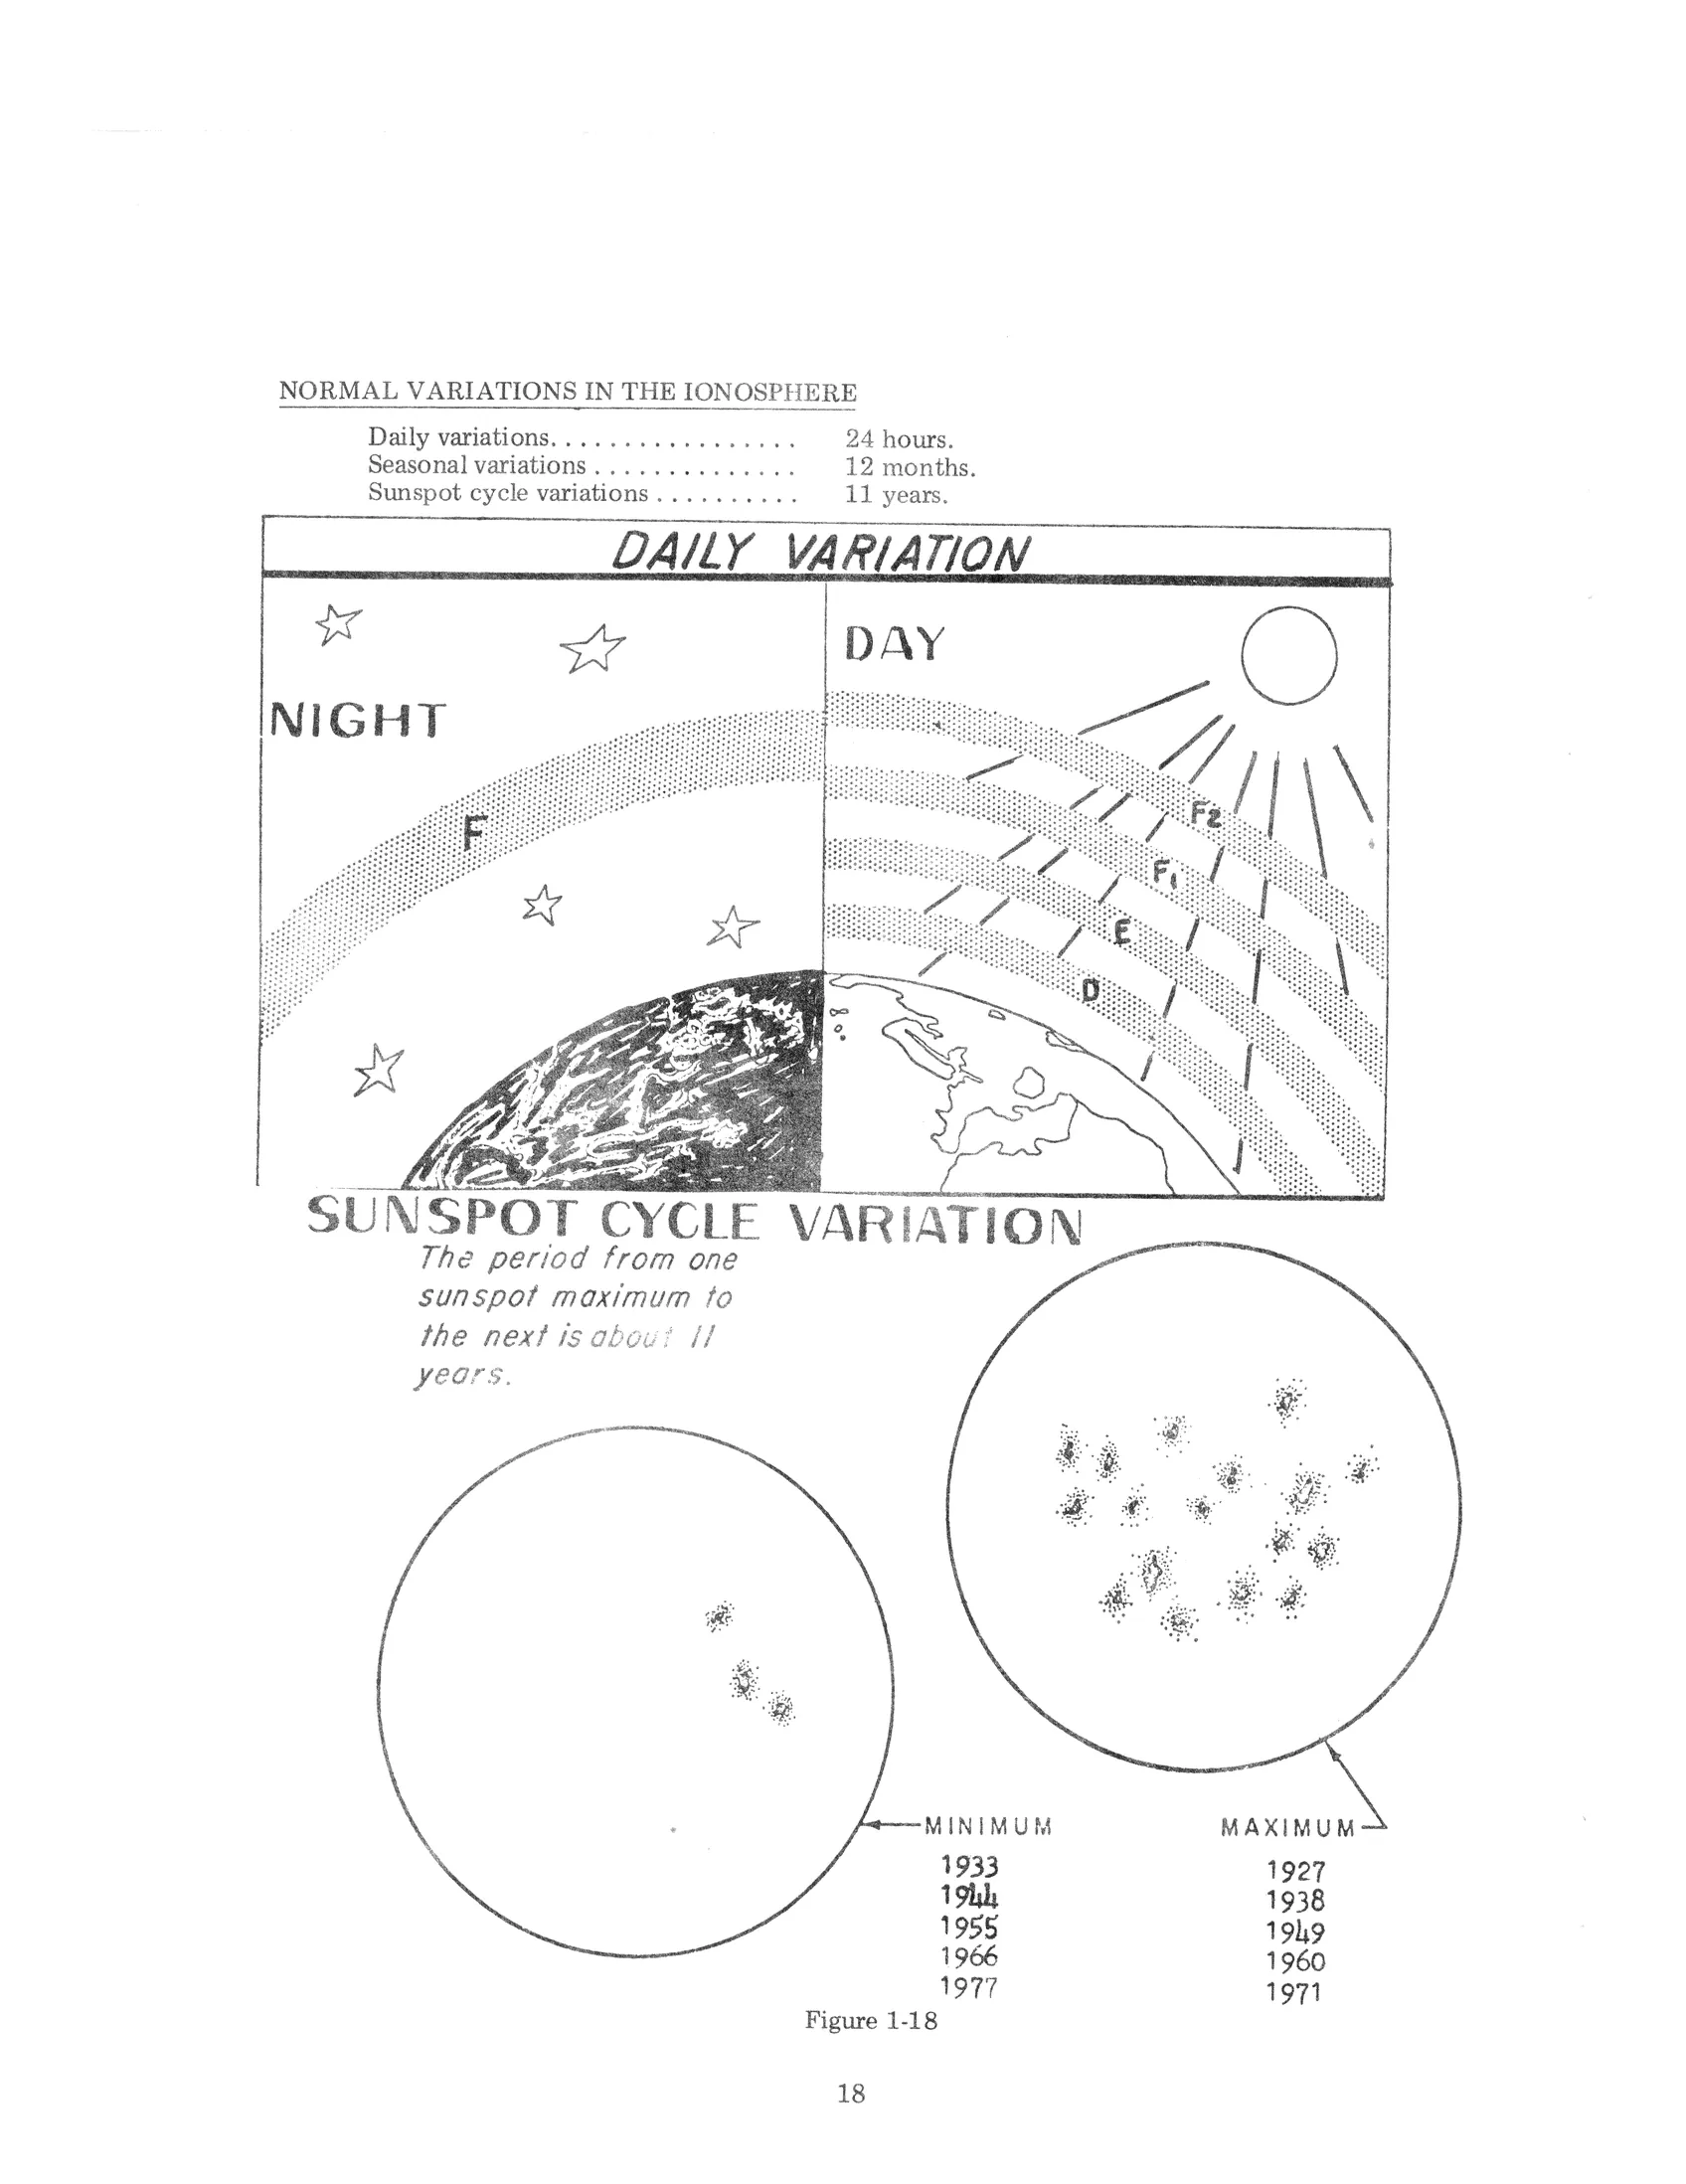 NORMAL VARIATIONS IN THE IONOSPHERE
Daily variations. . . . . . . . . . . . . . . . . 24 hours.
Seasonal variations . . . . . . . . . . . . . . 12 months.
Sunspot cycle variations . . . . . . . . . . 11 years.
DAILY VARIATION
NIGHT
F
DAY
F2
F1
E
D
SUNSPOT CYCLE VARIATION
The period from one
sunspot maximum to
the next is about 11
years.
MINIMUM
1933
1944
1955
1966
1977
MAXIMUM
1927
1938
1949
1960
1971
Figure 1-18
18